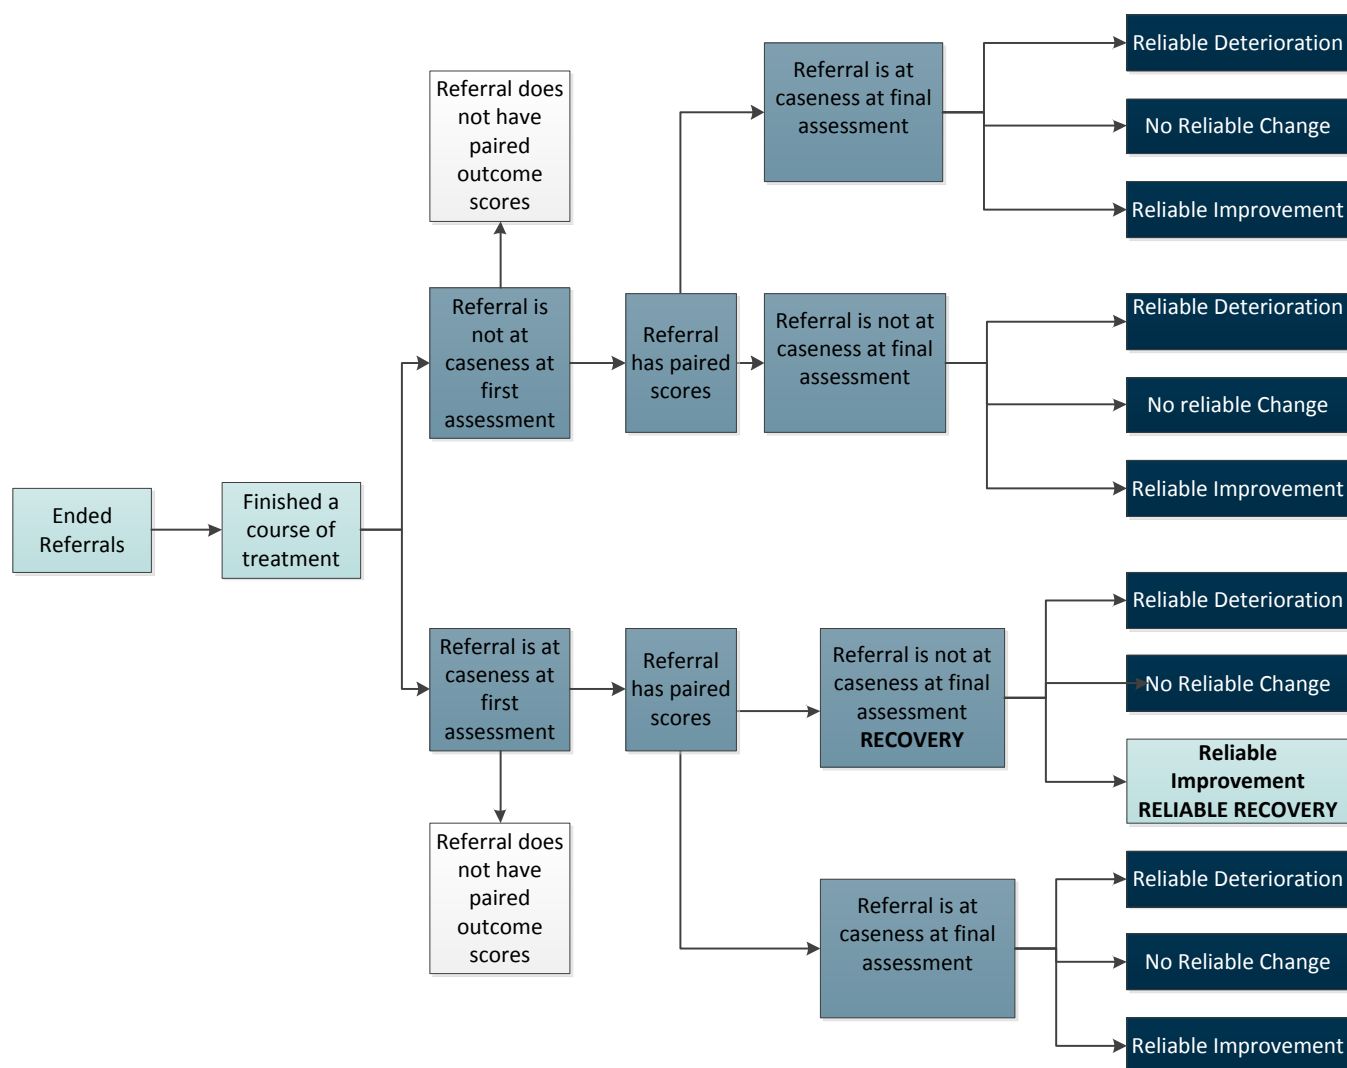 Ended
Referrals
Finished a
course of
treatment
Referral does
not have
paired
outcome
scores
Referral is
not at
caseness at
first
assessment
Referral
has paired
scores
Referral is at
caseness at final
assessment
Reliable Deterioration
No Reliable Change
Reliable Improvement
Referral is not at
caseness at final
assessment
Reliable Deterioration
No reliable Change
Reliable Improvement
Referral is at
caseness at
first
assessment
Referral does
not have
paired
outcome
scores
Referral
has paired
scores
Referral is not at
caseness at final
assessment
RECOVERY
Reliable Deterioration
No Reliable Change
Reliable
Improvement
RELIABLE RECOVERY
Referral is at
caseness at final
assessment
Reliable Deterioration
No Reliable Change
Reliable Improvement